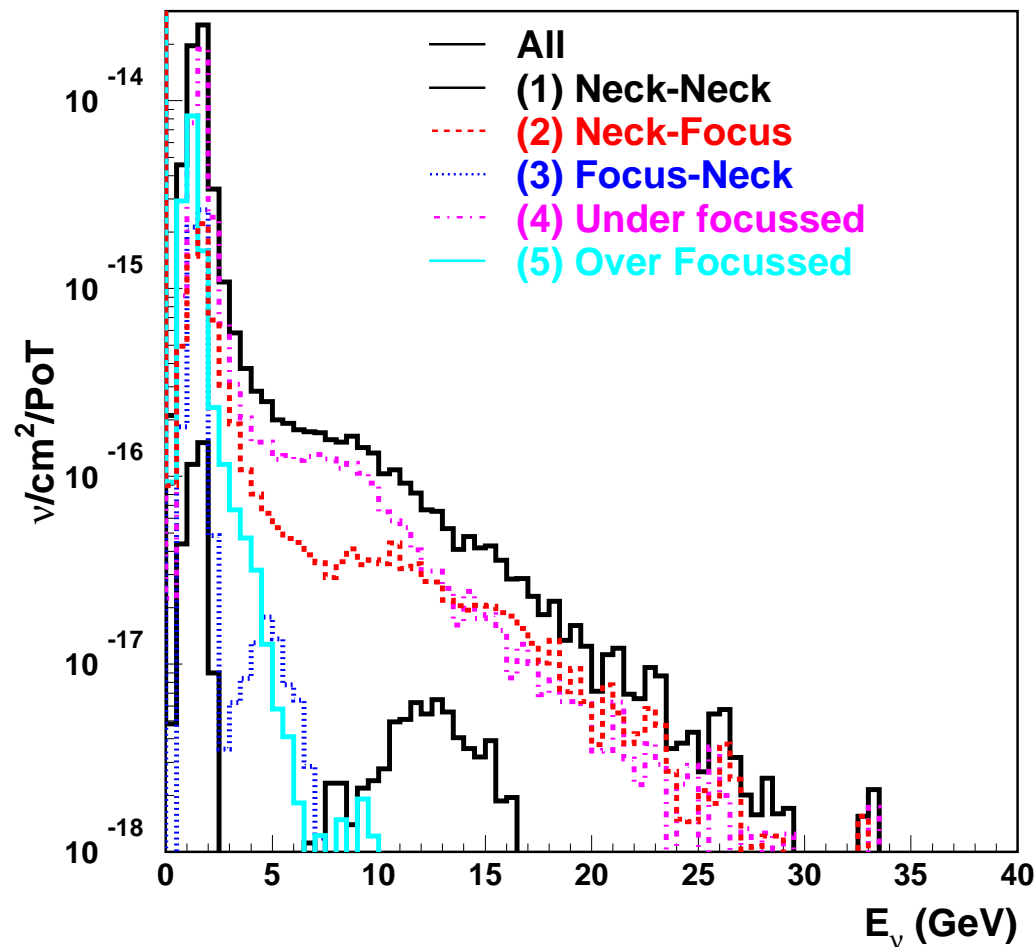 All
(1) Neck-Neck
(2) Neck-Focus
(3) Focus-Neck
(4) Under focussed
(5) Over Focussed
ν/cm²/PoT
10⁻¹⁴
10⁻¹⁵
10⁻¹⁶
10⁻¹⁷
10⁻¹⁸
0 5 10 15 20 25 30 35 40
E_ν (GeV)